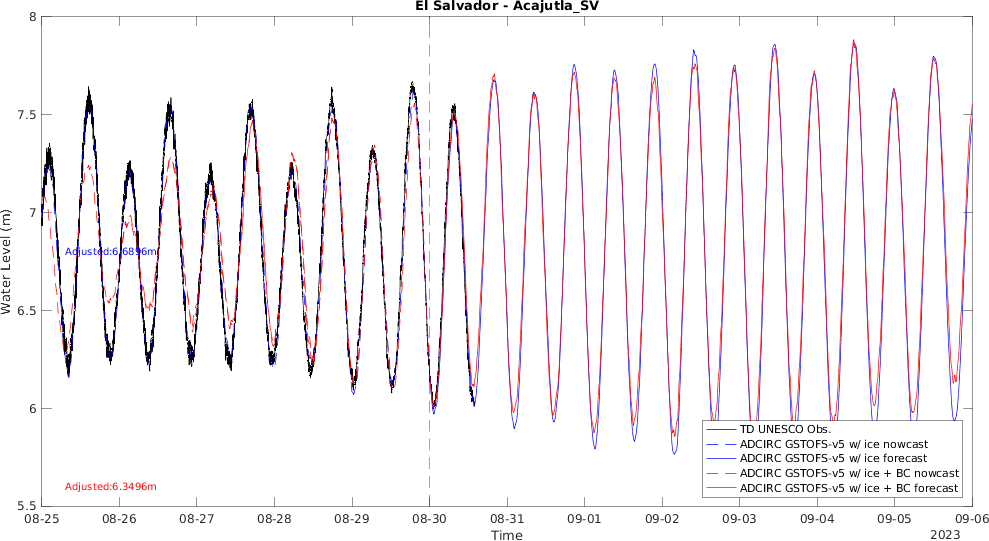 El Salvador - Acajutla_SV
8
7.5
7
6.5
6
5.5
Water Level (m)
Adjusted:6.6896m
Adjusted:6.3496m
TD UNESCO Obs.
ADCIRC GSTOFS-v5 w/ ice nowcast
ADCIRC GSTOFS-v5 w/ ice forecast
ADCIRC GSTOFS-v5 w/ ice + BC nowcast
ADCIRC GSTOFS-v5 w/ ice + BC forecast
08-25 08-26 08-27 08-28 08-29 08-30 08-31 09-01 09-02 09-03 09-04 09-05 09-06
Time
2023